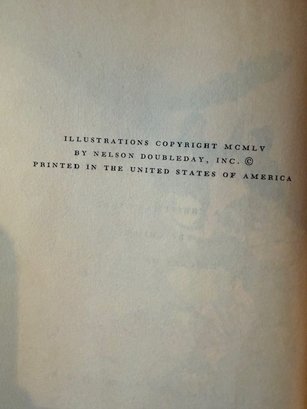 ILLUSTRATIONS COPYRIGHT MCMLV
BY NELSON DOUBLEDAY, INC. ©
PRINTED IN THE UNITED STATES OF AMERICA